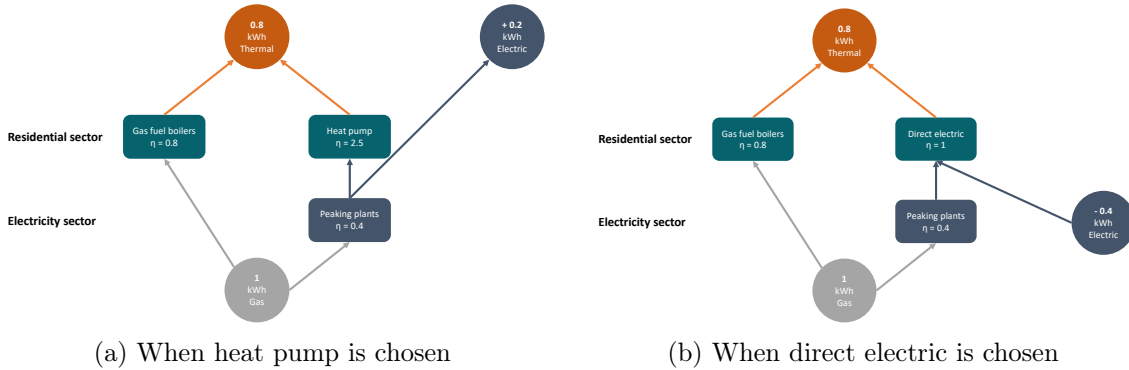 0.8
kWh
Thermal
+ 0.2
kWh
Electric
Residential sector
Gas fuel boilers
η = 0.8
Heat pump
η = 2.5
Electricity sector
Peaking plants
η = 0.4
1
kWh
Gas
(a) When heat pump is chosen
0.8
kWh
Thermal
Residential sector
Gas fuel boilers
η = 0.8
Direct electric
η = 1
Electricity sector
Peaking plants
η = 0.4
- 0.4
kWh
Electric
1
kWh
Gas
(b) When direct electric is chosen